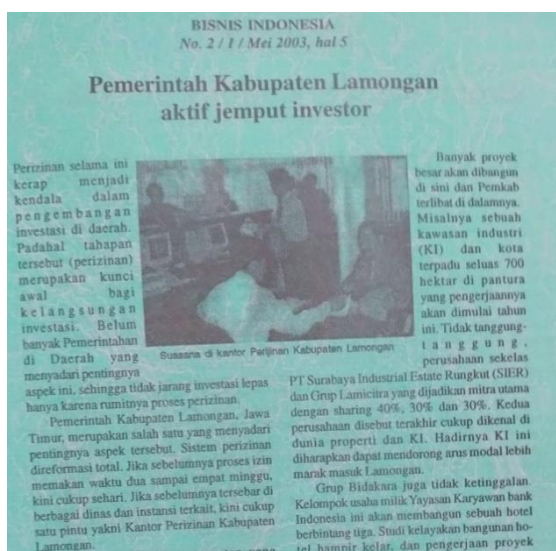 BISNIS INDONESIA
No. 2 / 1 / Mei 2003, hal 5
Pemerintah Kabupaten Lamongan
aktif jemput investor
Perizinan selama ini
kerap menjadi
kendala dalam
pengembangan
investasi di daerah.
Padahal tahapan
tersebut (perizinan)
merupakan kunci
awal bagi
kelangsungan
investasi. Belum
banyak Pemerintahan
di Daerah yang
menyadari pentingnya
aspek ini, sehingga tidak jarang investasi lepas
hanya karena rumitnya proses perizinan.
Pemerintah Kabupaten Lamongan, Jawa
Timur, merupakan salah satu yang menyadari
pentingnya aspek tersebut. Sistem perizinan
direformasi total. Jika sebelumnya proses izin
memakan waktu dua sampai empat minggu,
kini cukup sehari. Jika sebelumnya tersebar di
berbagai dinas dan instansi terkait, kini cukup
satu pintu yakni Kantor Perizinan Kabupaten
Lamongan.
Suasana di kantor Perijinan Kabupaten Lamongan
Banyak proyek
besar akan dibangun
di sini dan Pemkab
terlibat di dalamnya.
Misalnya sebuah
kawasan industri
(KI) dan kota
terpadu seluas 700
hektar di pantura
yang pengerjaannya
akan dimulai tahun
ini. Tidak tanggung-
tanggung,
perusahaan sekelas
PT Surabaya Industrial Estate Rungkut (SIER)
dan Grup Lamicitra yang dijadikan mitra utama
dengan sharing 40%, 30% dan 30%. Kedua
perusahaan disebut terakhir cukup dikenal di
dunia properti dan KI. Hadirnya KI ini
diharapkan dapat mendorong arus modal lebih
marak masuk Lamongan.
Grup Bidakara juga tidak ketinggalan.
Kelompok usaha milik Yayasan Karyawan bank
Indonesia ini akan membangun sebuah hotel
berbintang tiga. Studi kelayakan bangunan ho-
tel hampir kelar, dan pengerjaan proyek